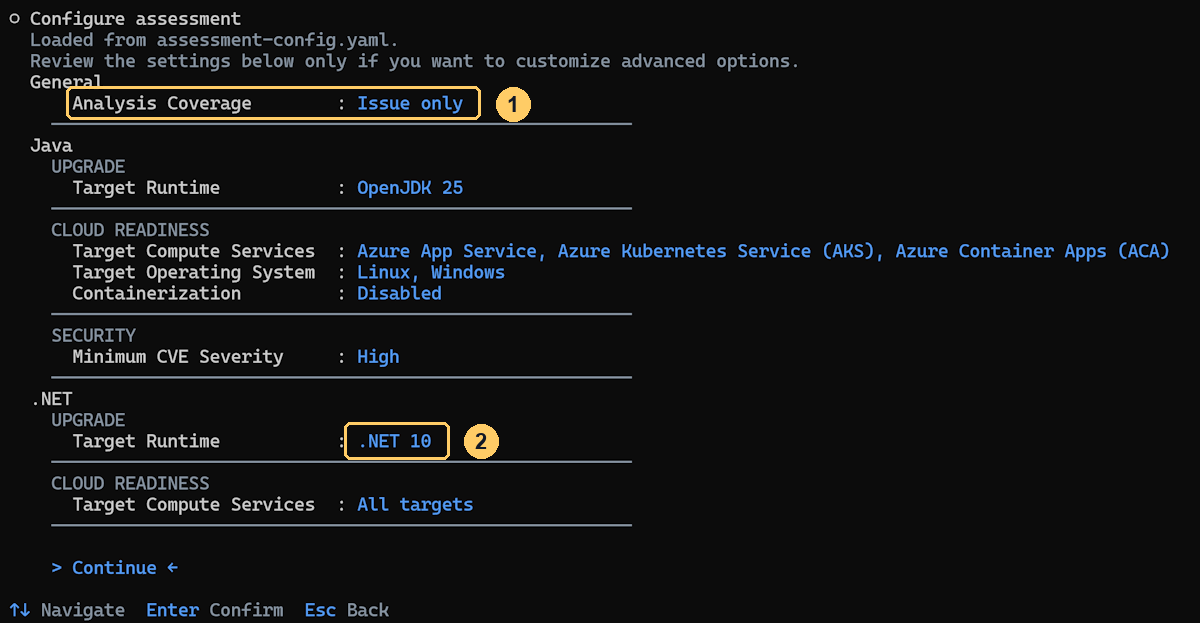 ○ Configure assessment
Loaded from assessment-config.yaml.
Review the settings below only if you want to customize advanced options.
General
Analysis Coverage : Issue only 1
Java
UPGRADE
Target Runtime : OpenJDK 25
CLOUD READINESS
Target Compute Services : Azure App Service, Azure Kubernetes Service (AKS), Azure Container Apps (ACA)
Target Operating System : Linux, Windows
Containerization : Disabled
SECURITY
Minimum CVE Severity : High
.NET
UPGRADE
Target Runtime : .NET 10 2
CLOUD READINESS
Target Compute Services : All targets
> Continue ←
↑↓ Navigate Enter Confirm Esc Back